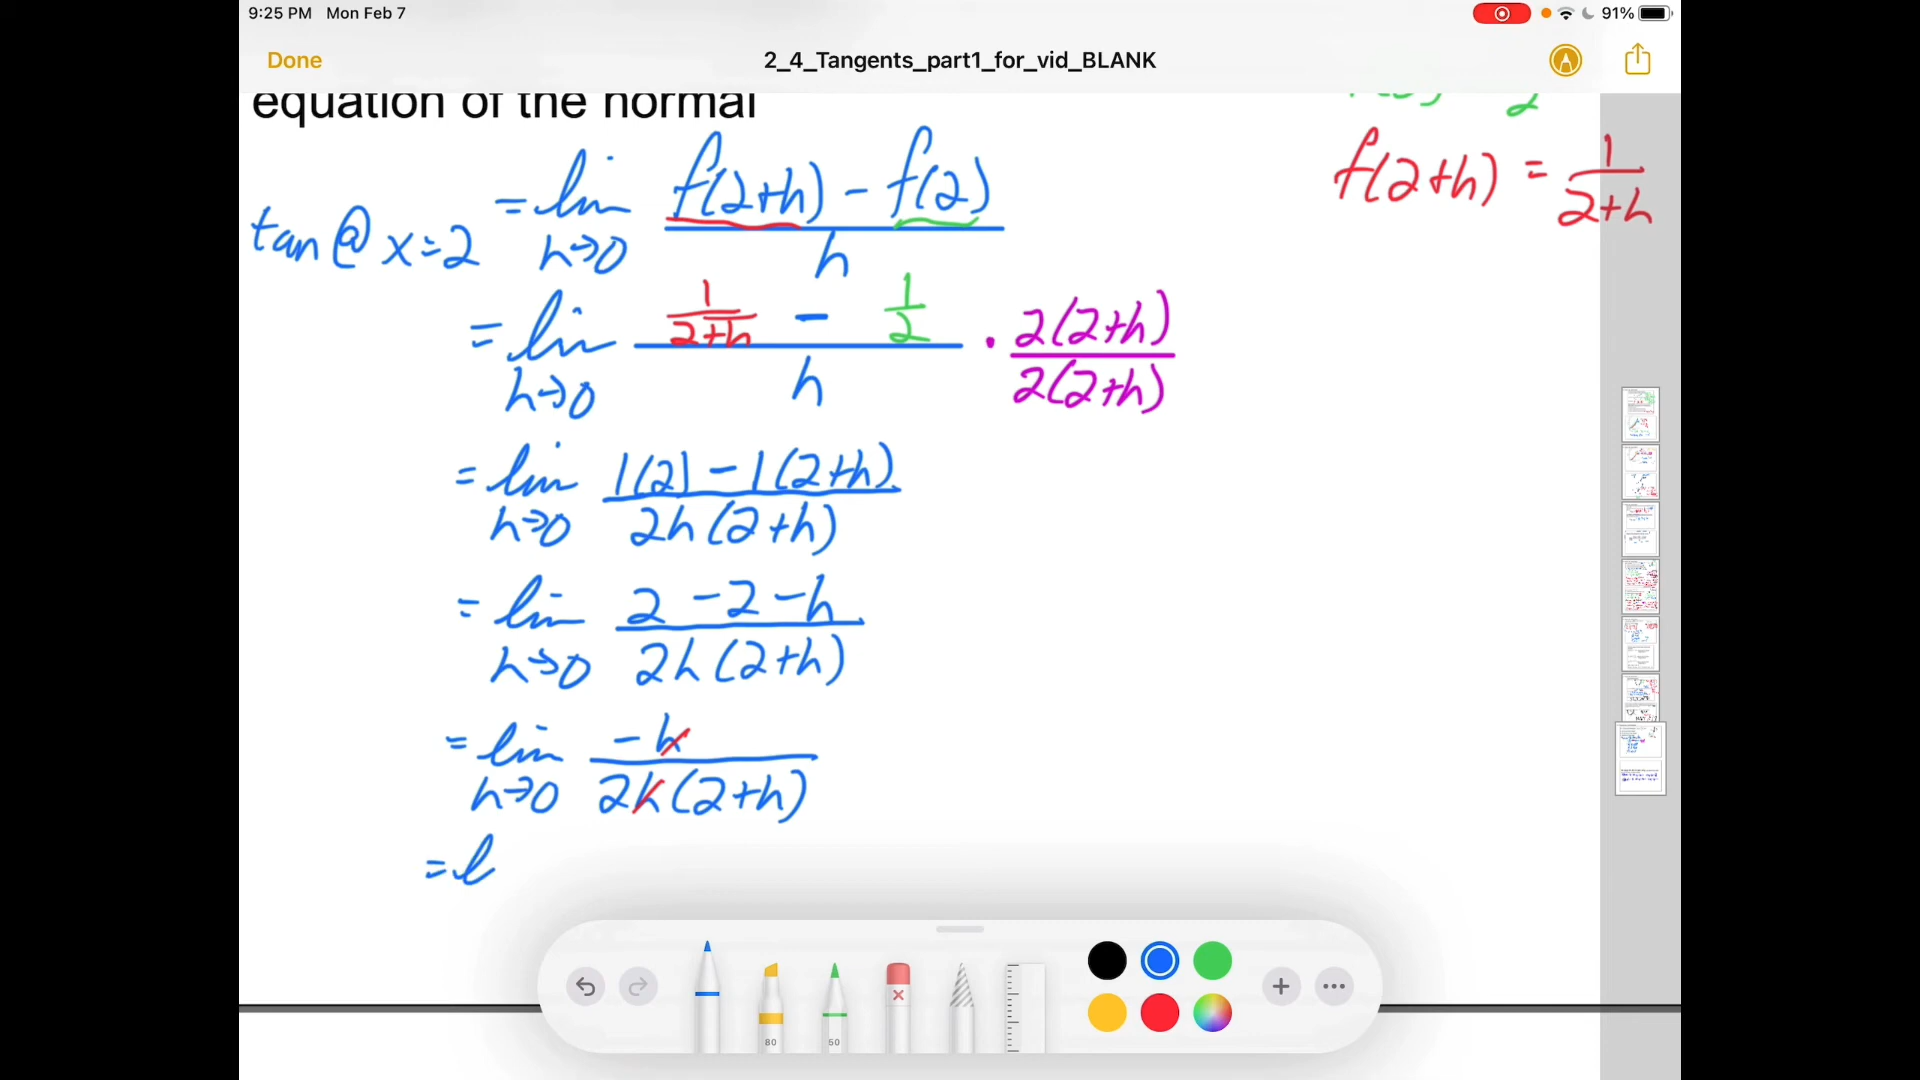 9:25 PM Mon Feb 7 91%
Done 2_4_Tangents_part1_for_vid_BLANK
equation of the normal
f(2+h) = 1/(2+h)
tan @ x=2 = lim h→0 (f(2+h) - f(2))/h
= lim h→0 (1/(2+h) - 1/2)/h · 2(2+h)/2(2+h)
= lim h→0 (1(2) - 1(2+h))/(2h(2+h))
= lim h→0 (2 - 2 - h)/(2h(2+h))
= lim h→0 -h/(2h(2+h))
= l
80 50